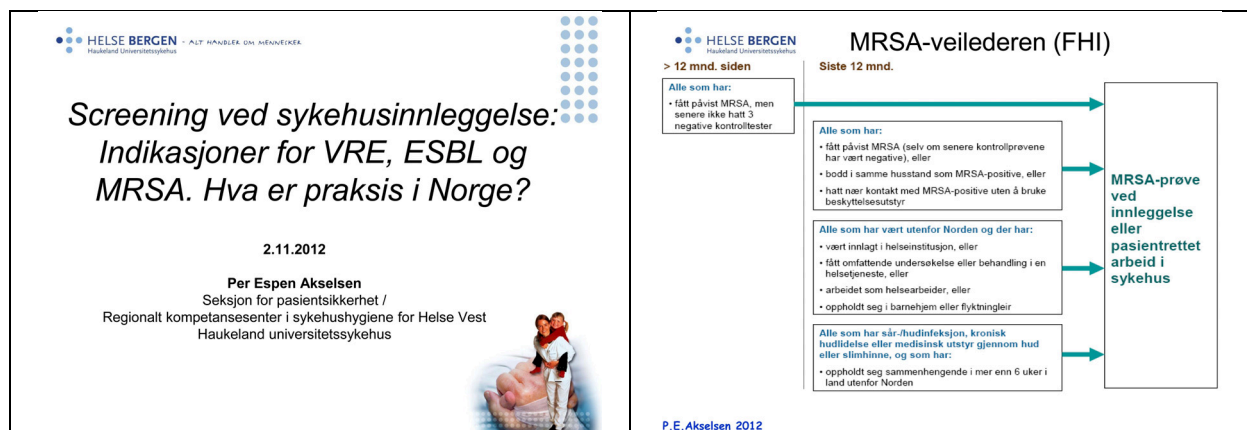 HELSE BERGEN - ALT HANDLER OM MENNESKER
Haukeland Universitetssykehus
Screening ved sykehusinnleggelse:
Indikasjoner for VRE, ESBL og
MRSA. Hva er praksis i Norge?
2.11.2012
Per Espen Akselsen
Seksjon for pasientsikkerhet /
Regionalt kompetansesenter i sykehushygiene for Helse Vest
Haukeland universitetssykehus
HELSE BERGEN
Haukeland Universitetssykehus
MRSA-veilederen (FHI)
> 12 mnd. siden
Siste 12 mnd.
Alle som har:
• fått påvist MRSA, men
senere ikke hatt 3
negative kontrolltester
Alle som har:
• fått påvist MRSA (selv om senere kontrollprøvene
har vært negative), eller
• bodd i samme husstand som MRSA-positive, eller
• hatt nær kontakt med MRSA-positive uten å bruke
beskyttelsesutstyr
Alle som har vært utenfor Norden og der har:
• vært innlagt i helseinstitusjon, eller
• fått omfattende undersøkelse eller behandling i en
helsetjeneste, eller
• arbeidet som helsearbeider, eller
• oppholdt seg i barnehjem eller flyktningleir
Alle som har sår-/hudinfeksjon, kronisk
hudlidelse eller medisinsk utstyr gjennom hud
eller slimhinne, og som har:
• oppholdt seg sammenhengende i mer enn 6 uker i
land utenfor Norden
MRSA-prøve
ved
innleggelse
eller
pasientrettet
arbeid i
sykehus
P.E.Akselsen 2012